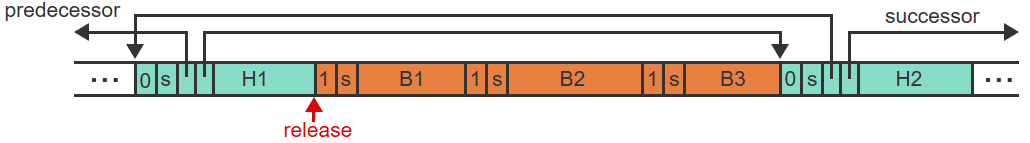 predecessor
successor
... 0 s H1 1 s B1 1 s B2 1 s B3 0 s H2 ...
release